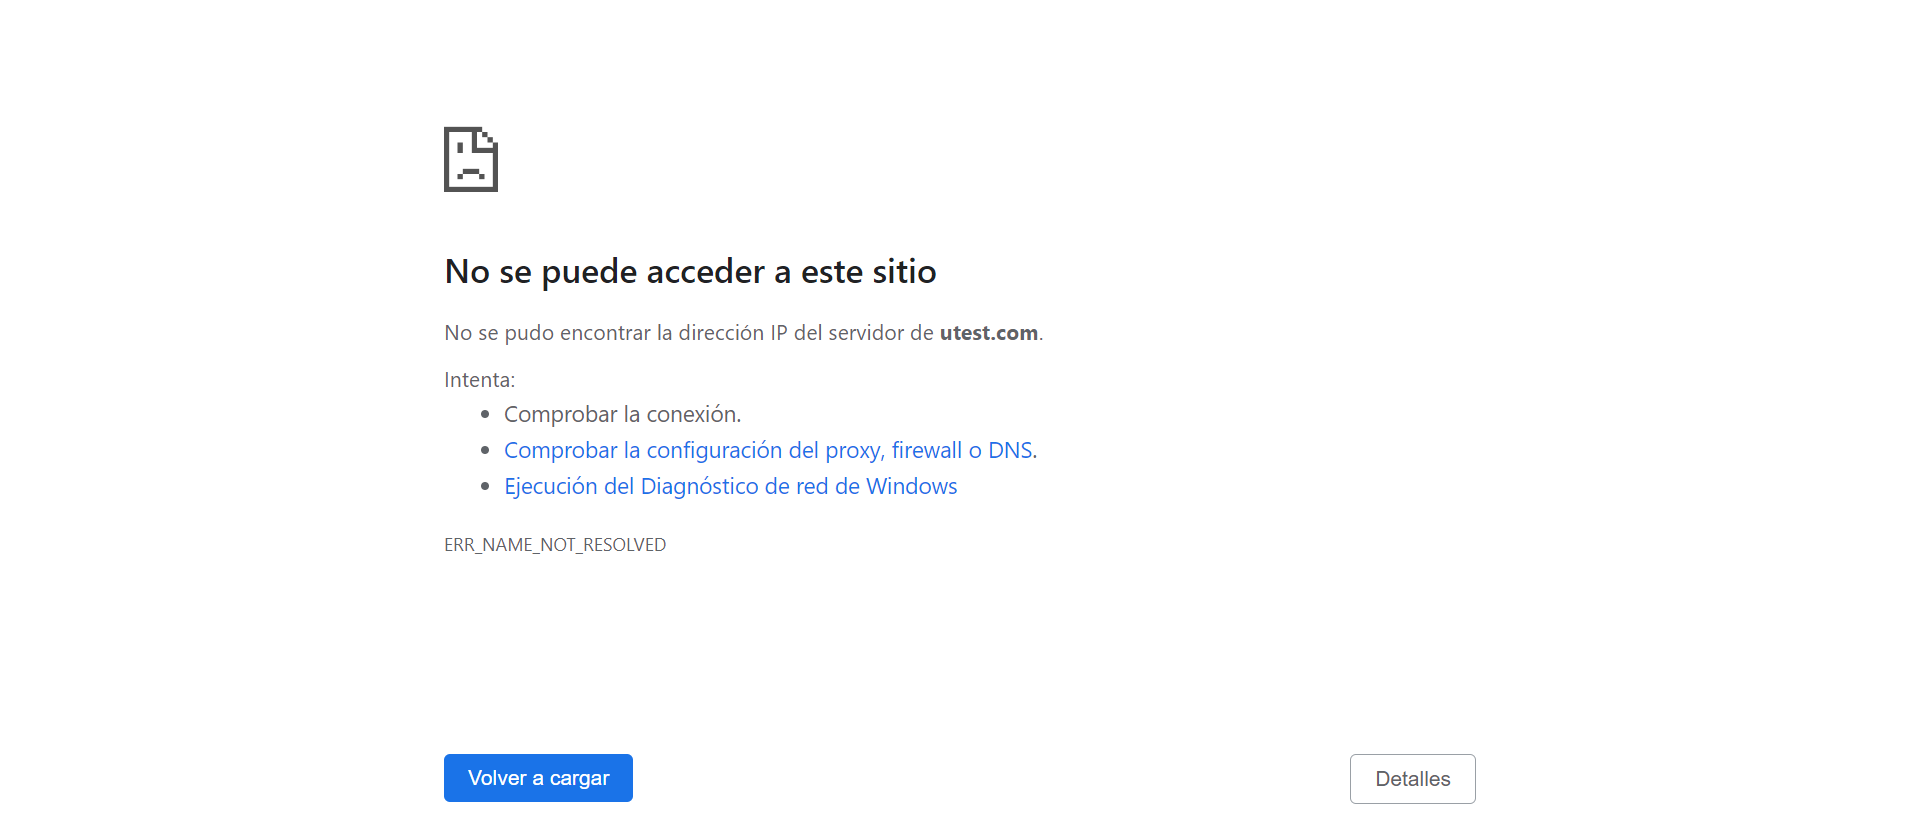 No se puede acceder a este sitio
No se pudo encontrar la dirección IP del servidor de utest.com.
Intenta:
Comprobar la conexión.
Comprobar la configuración del proxy, firewall o DNS.
Ejecución del Diagnóstico de red de Windows
ERR_NAME_NOT_RESOLVED
Volver a cargar
Detalles